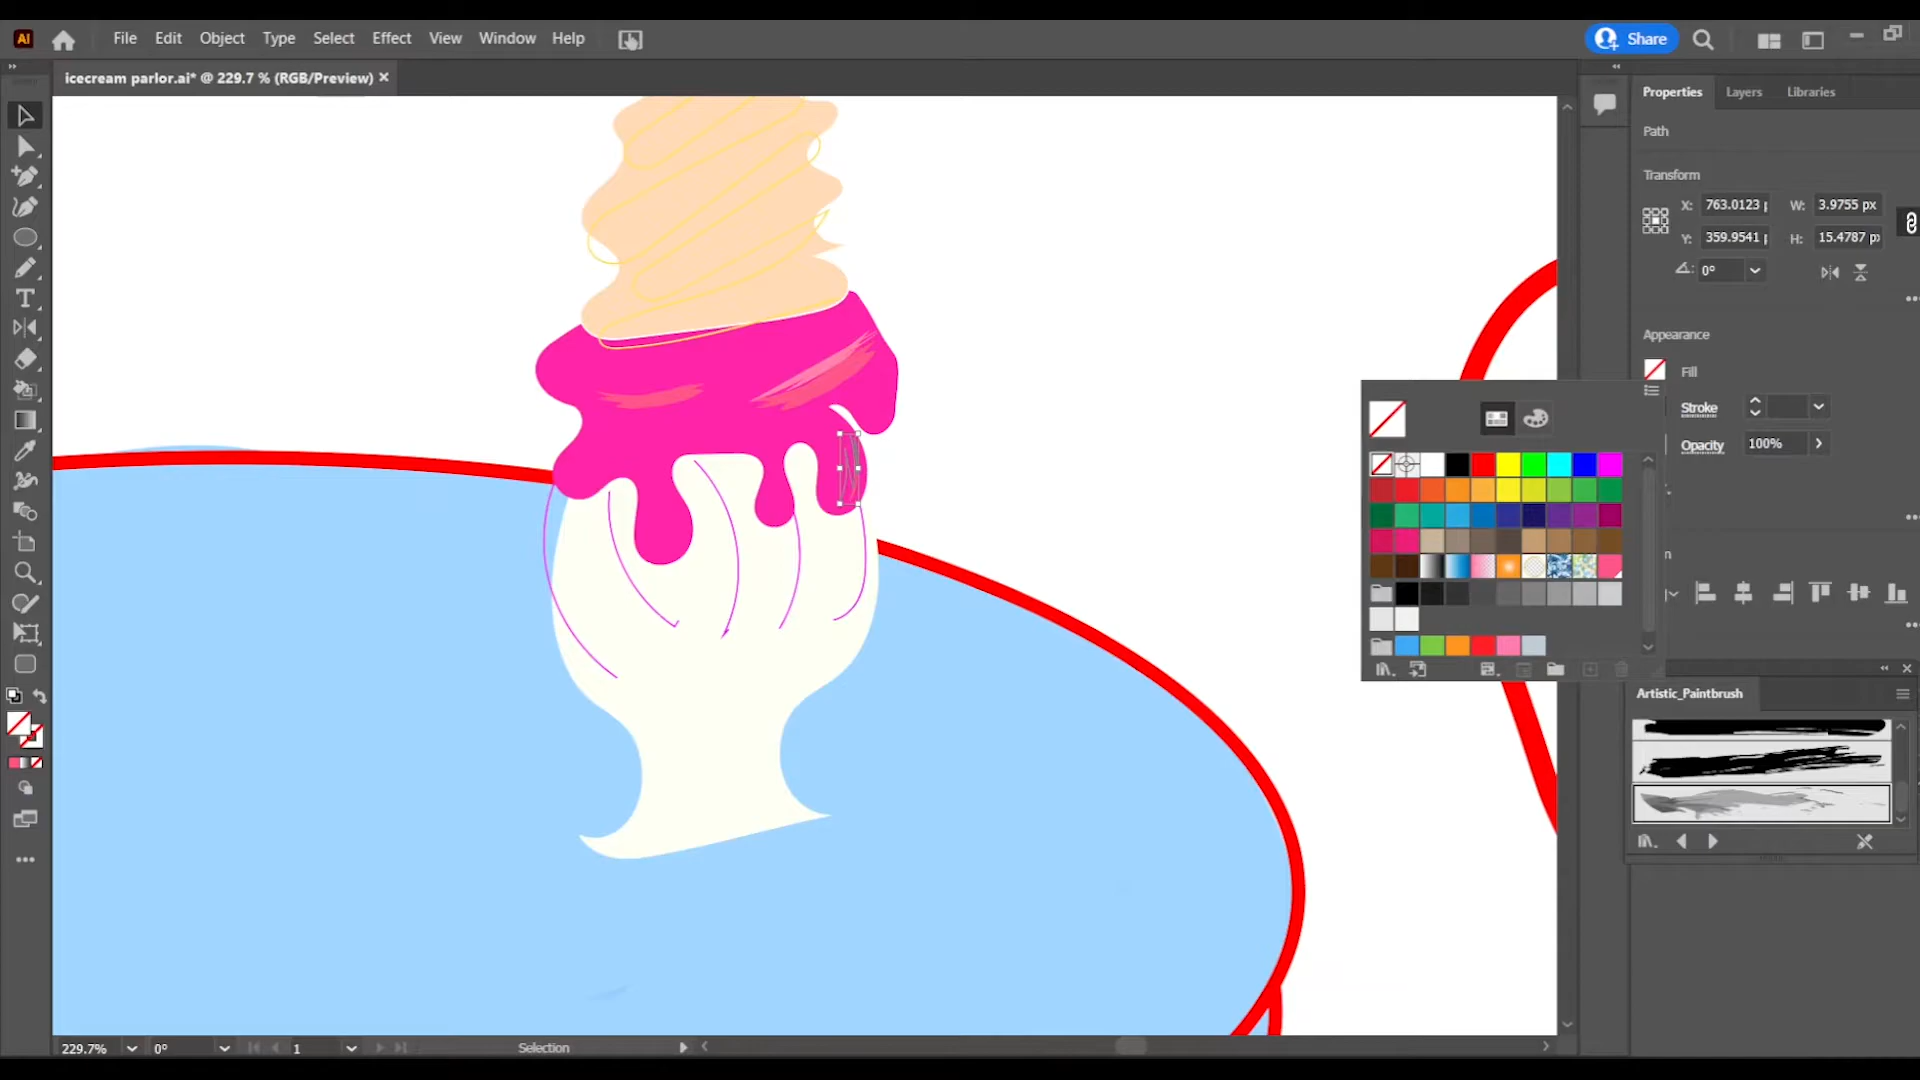 Ai File Edit Object Type Select Effect View Window Help Share
icecream parlor.ai* @ 229.7 % (RGB/Preview) ×
Properties Layers Libraries
Path
Transform
X: 763.0123 W: 3.9755 px
Y: 359.9541 H: 15.4787 px
0°
Appearance
Fill
Stroke
Opacity 100%
Artistic_Paintbrush
229.7% 0° 1 Selection